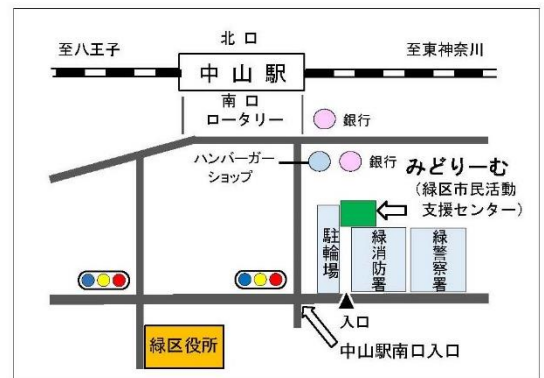 北口
至八王子
至東神奈川
中山駅
南口
ロータリー
銀行
ハンバーガー
ショップ
銀行
みどりーむ
(緑区市民活動
支援センター)
駐輪場
緑消防署
緑警察署
入口
緑区役所
中山駅南口入口